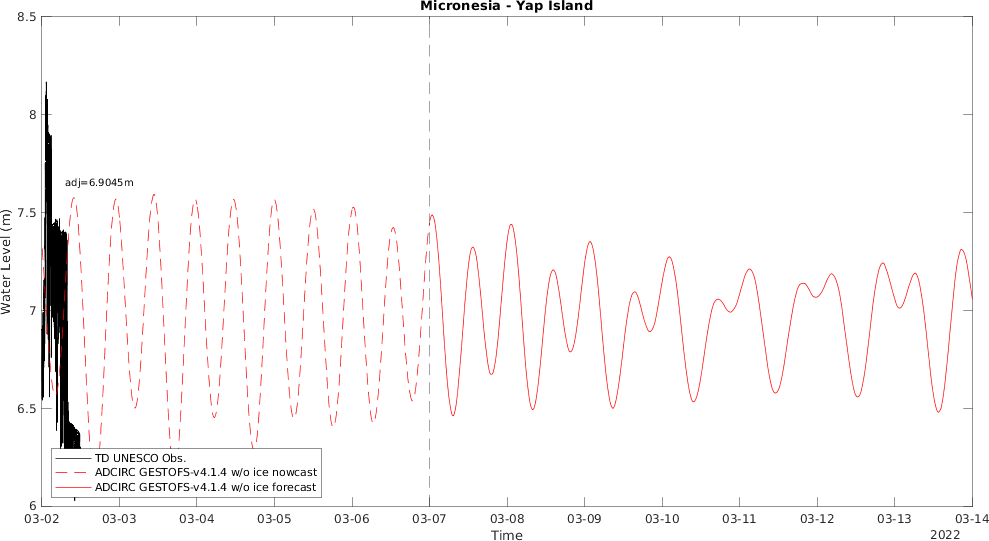 Micronesia - Yap Island
8.5
8
7.5
7
6.5
6
Water Level (m)
adj=6.9045m
TD UNESCO Obs.
ADCIRC GESTOFS-v4.1.4 w/o ice nowcast
ADCIRC GESTOFS-v4.1.4 w/o ice forecast
03-02 03-03 03-04 03-05 03-06 03-07 03-08 03-09 03-10 03-11 03-12 03-13 03-14
Time
2022